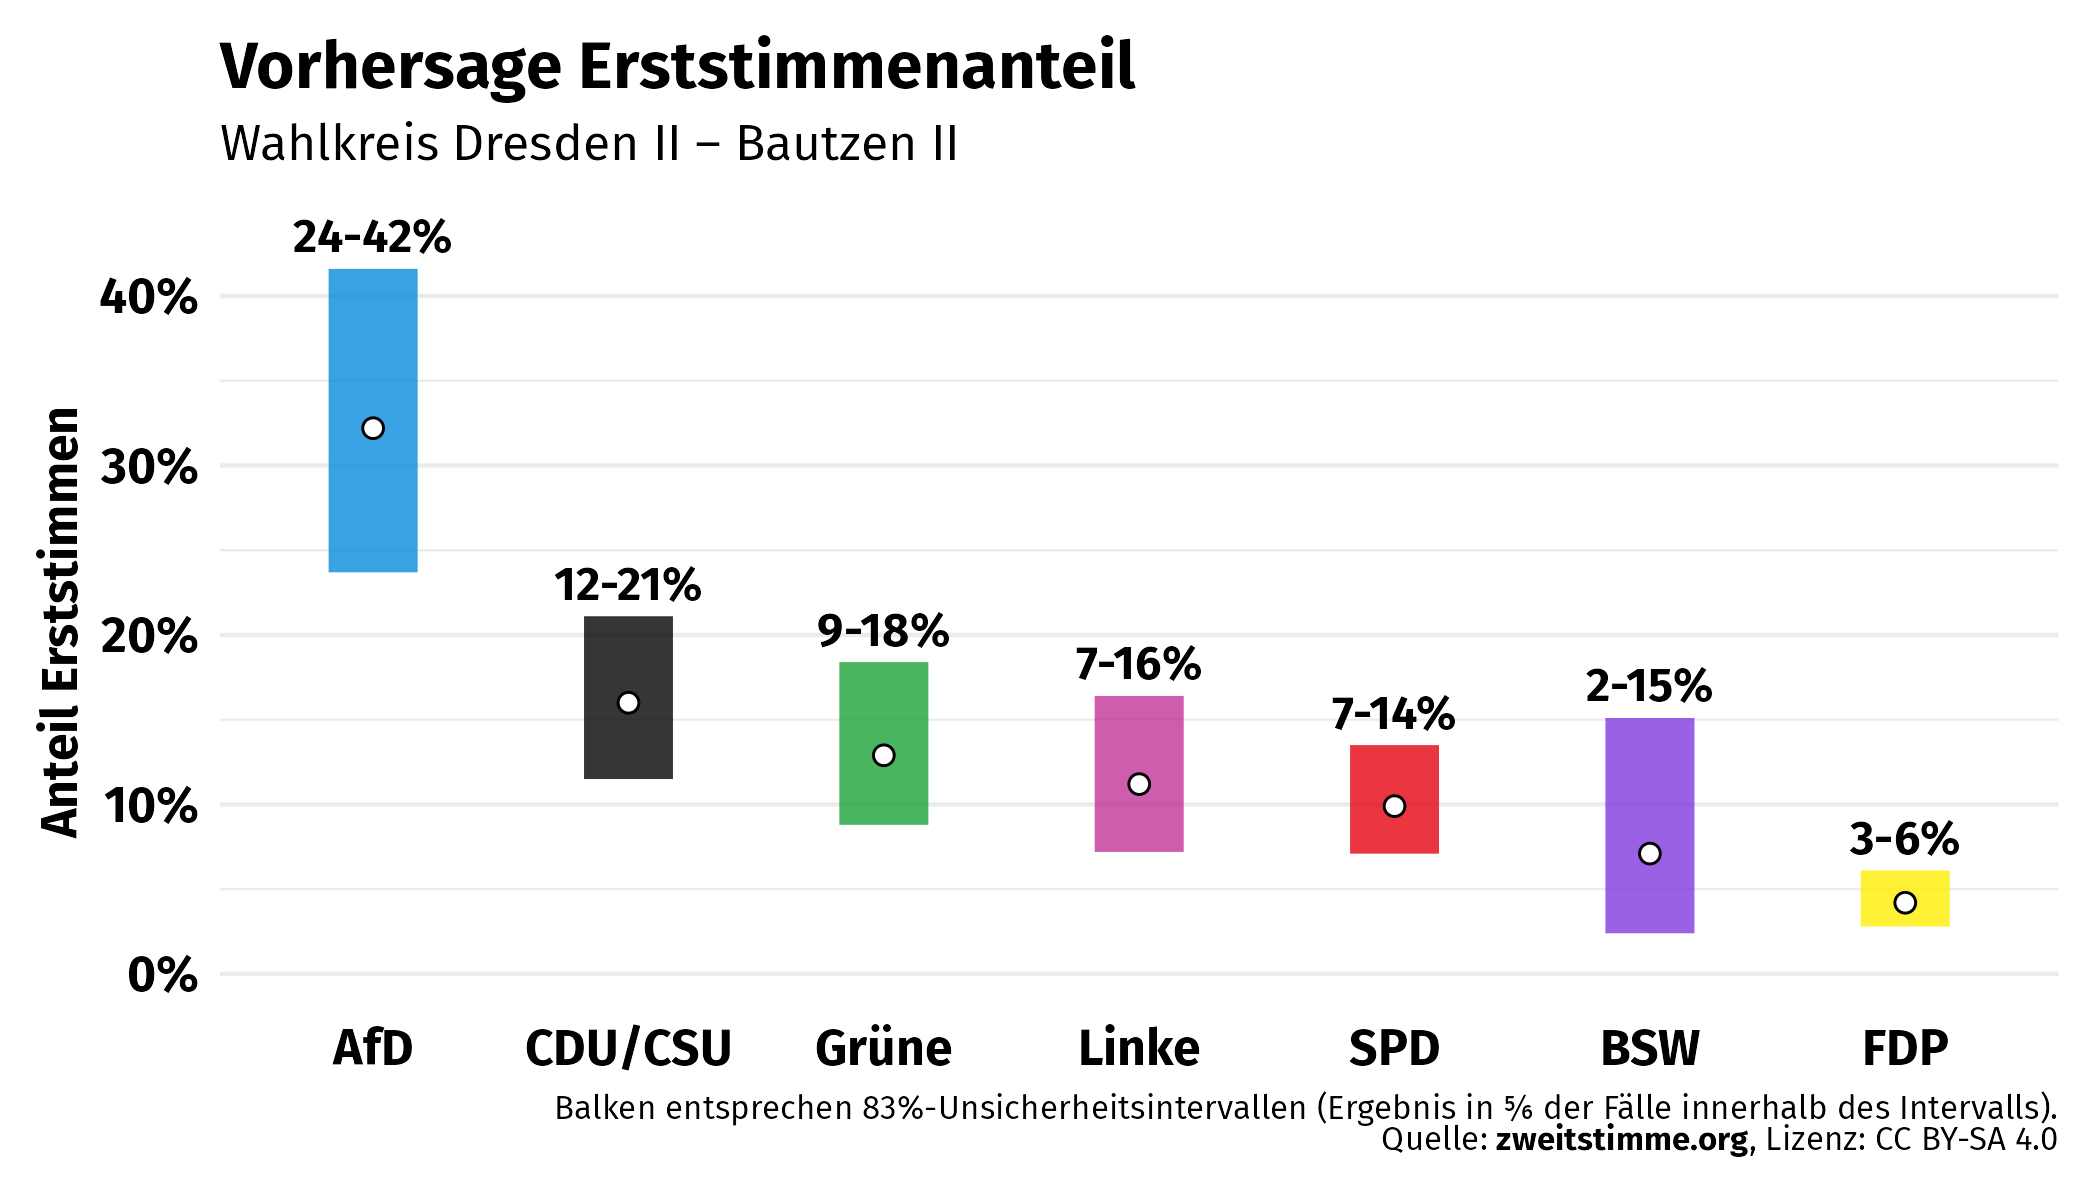 Vorhersage Erststimmenanteil
Wahlkreis Dresden II – Bautzen II
Anteil Erststimmen
40%
30%
20%
10%
0%
24-42%
12-21%
9-18%
7-16%
7-14%
2-15%
3-6%
AfD CDU/CSU Grüne Linke SPD BSW FDP
Balken entsprechen 83%-Unsicherheitsintervallen (Ergebnis in ⅚ der Fälle innerhalb des Intervalls).
Quelle: zweitstimme.org, Lizenz: CC BY-SA 4.0